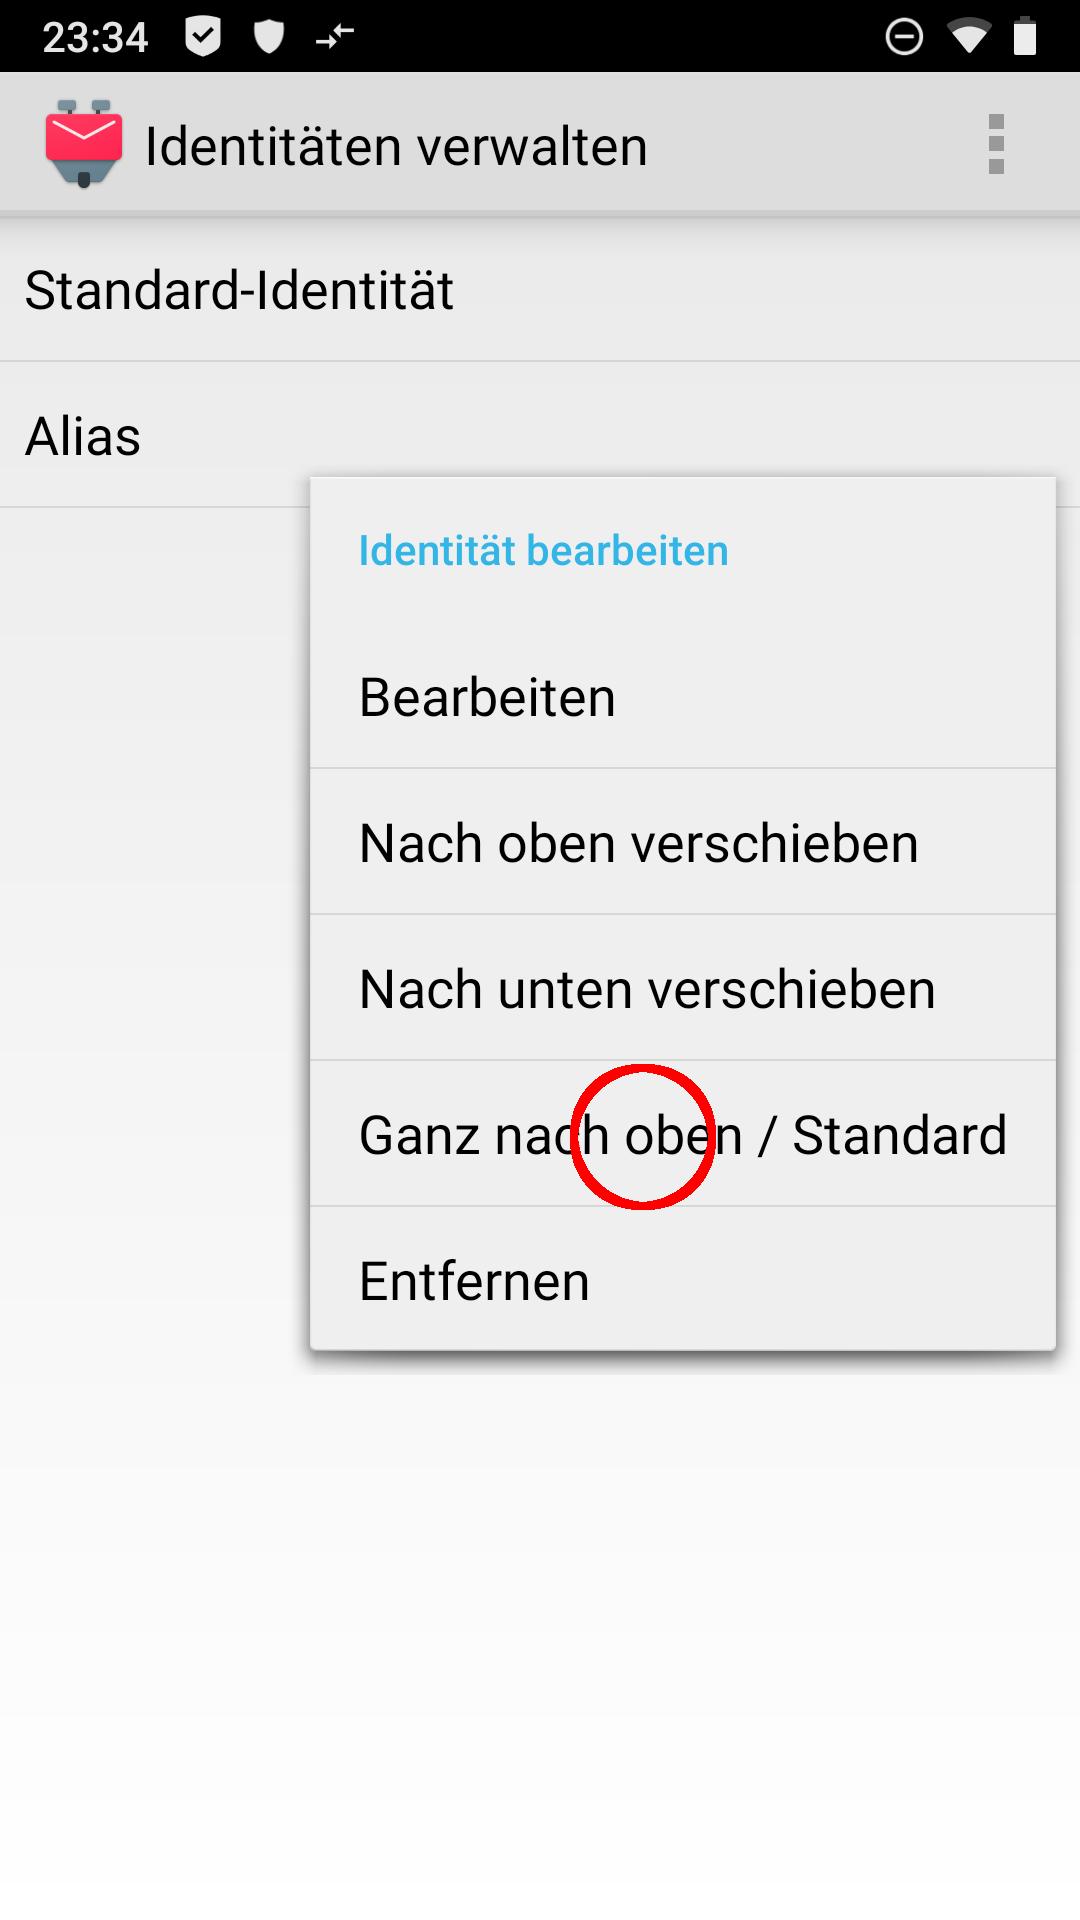 23:34
Identitäten verwalten
Standard-Identität
Alias
Identität bearbeiten
Bearbeiten
Nach oben verschieben
Nach unten verschieben
Ganz nach oben / Standard
Entfernen